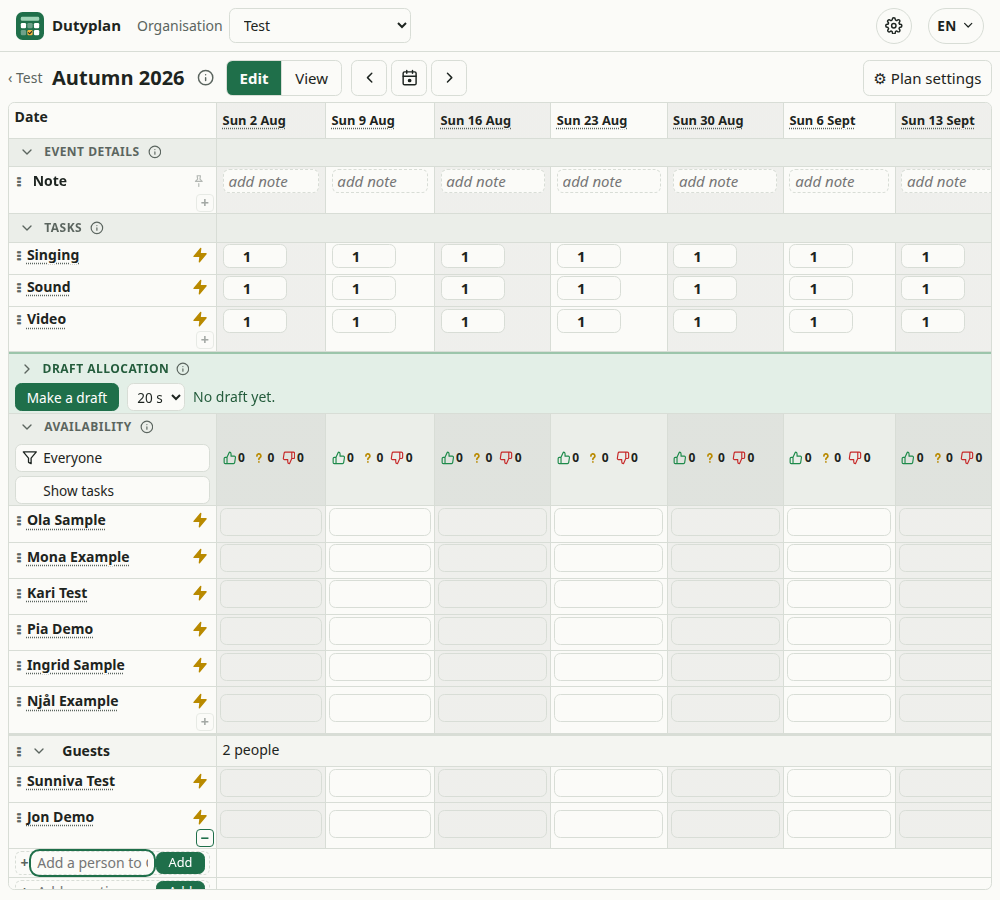 Dutyplan Organisation Test EN
‹ Test Autumn 2026 Edit View ⚙ Plan settings
Date Sun 2 Aug Sun 9 Aug Sun 16 Aug Sun 23 Aug Sun 30 Aug Sun 6 Sept Sun 13 Sept
EVENT DETAILS
Note add note add note add note add note add note add note add note
+
TASKS
Singing 1 1 1 1 1 1 1
Sound 1 1 1 1 1 1 1
Video 1 1 1 1 1 1 1
+
DRAFT ALLOCATION
Make a draft 20 s No draft yet.
AVAILABILITY
Everyone 0 ? 0 0 0 ? 0 0 0 ? 0 0 0 ? 0 0 0 ? 0 0 0 ? 0 0 0 ? 0 0
Show tasks
Ola Sample
Mona Example
Kari Test
Pia Demo
Ingrid Sample
Njål Example
+
Guests 2 people
Sunniva Test
Jon Demo
−
+ Add a person to Add